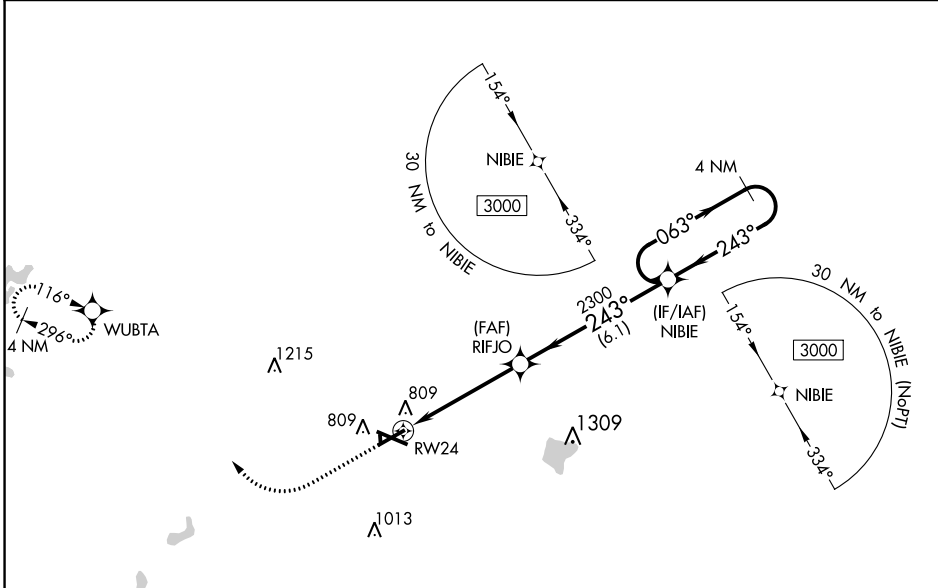 154°
NIBIE
3000
334°
30 NM to NIBIE
4 NM
063°
243°
(IF/IAF)
NIBIE
2300
243°
(6.1)
(FAF)
RIFJO
30 NM to NIBIE (NoPT)
154°
3000
NIBIE
334°
116°
296°
4 NM
WUBTA
1215
809
809
RW24
1309
1013